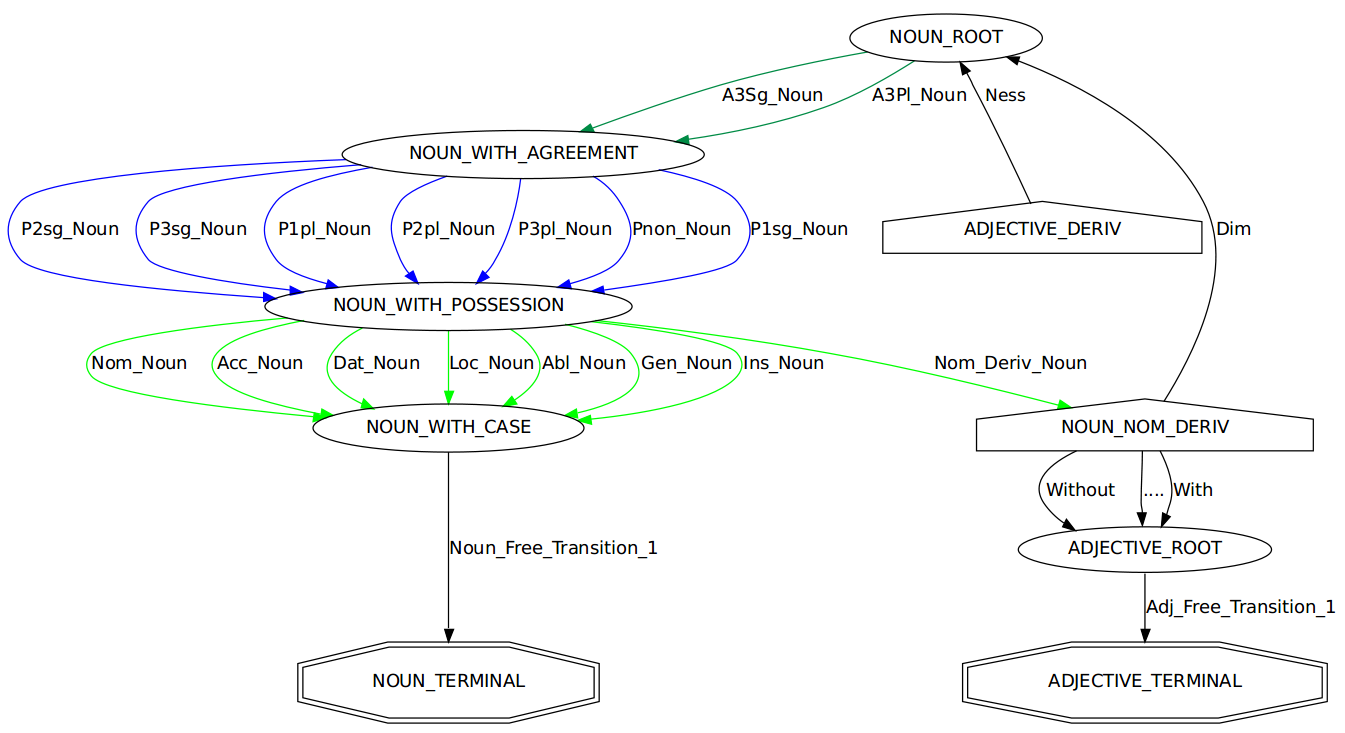 NOUN_ROOT
A3Sg_Noun A3Pl_Noun Ness
NOUN_WITH_AGREEMENT
P2sg_Noun P3sg_Noun P1pl_Noun P2pl_Noun P3pl_Noun Pnon_Noun P1sg_Noun ADJECTIVE_DERIV Dim
NOUN_WITH_POSSESSION
Nom_Noun Acc_Noun Dat_Noun Loc_Noun Abl_Noun Gen_Noun Ins_Noun Nom_Deriv_Noun
NOUN_WITH_CASE NOUN_NOM_DERIV
Without .... With
Noun_Free_Transition_1 ADJECTIVE_ROOT
Adj_Free_Transition_1
NOUN_TERMINAL ADJECTIVE_TERMINAL